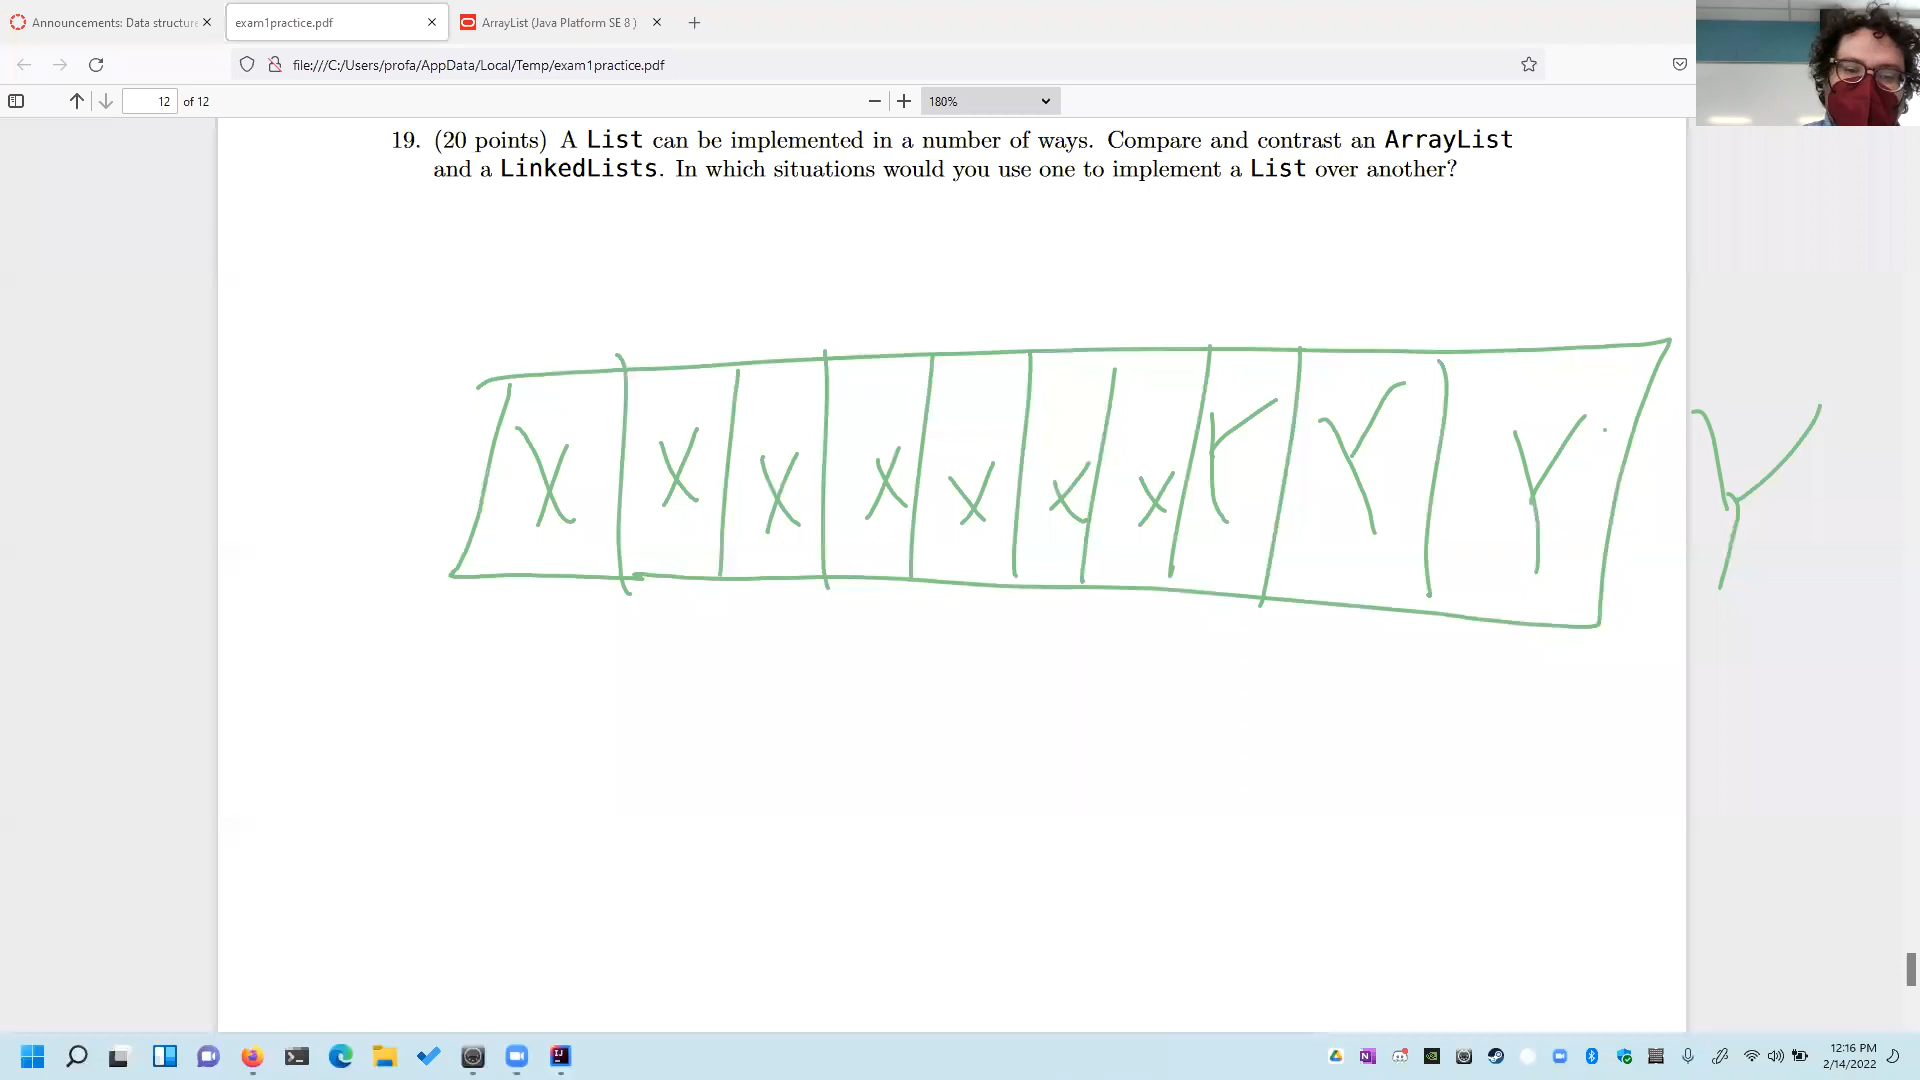 Announcements: Data structure
exam1practice.pdf
ArrayList (Java Platform SE 8 )
file:///C:/Users/profa/AppData/Local/Temp/exam1practice.pdf
12 of 12
180%
19. (20 points) A List can be implemented in a number of ways. Compare and contrast an ArrayList
and a LinkedLists. In which situations would you use one to implement a List over another?
X X X X X X X Y Y Y Y
12:16 PM
2/14/2022